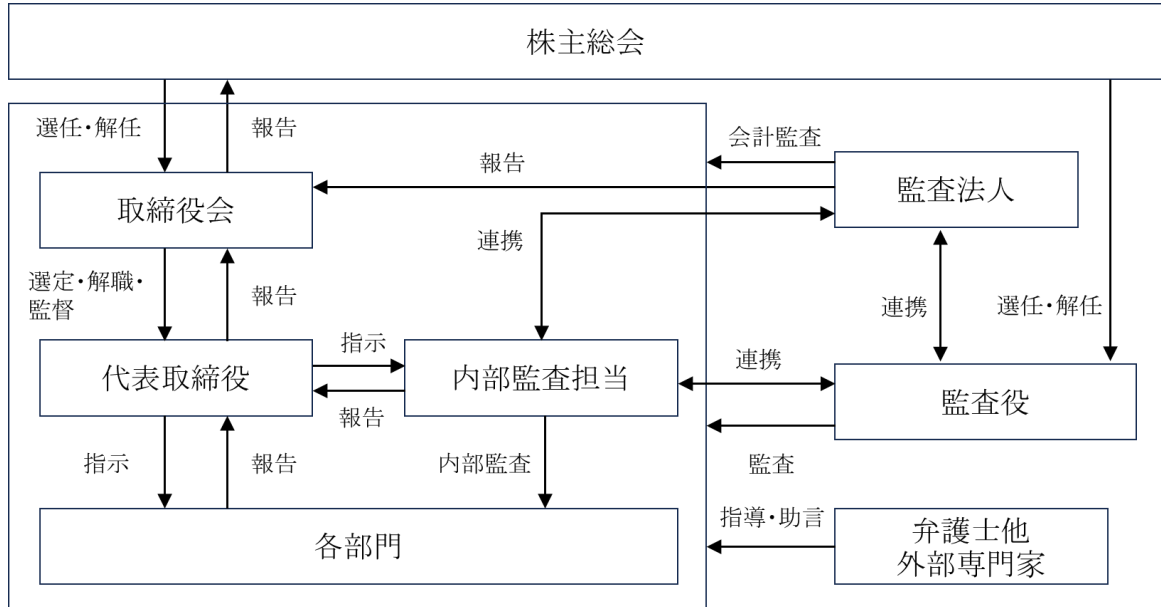 株主総会
選任・解任
報告
会計監査
報告
監査法人
取締役会
連携
選定・解職・
監督
報告
連携
選任・解任
指示
連携
代表取締役
内部監査担当
監査役
報告
指示
報告
内部監査
監査
指導・助言
各部門
弁護士他
外部専門家